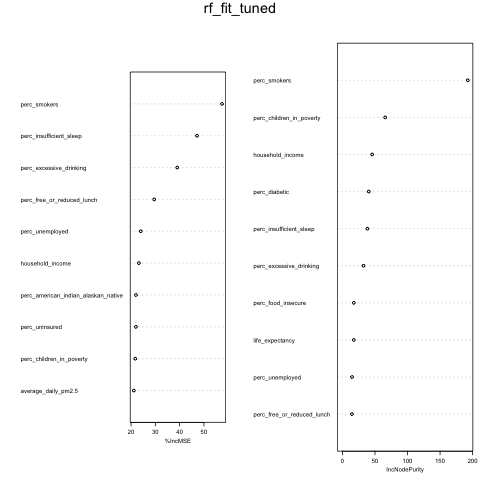 rf_fit_tuned
perc_smokers
perc_insufficient_sleep
perc_excessive_drinking
perc_free_or_reduced_lunch
perc_unemployed
household_income
perc_american_indian_alaskan_native
perc_uninsured
perc_children_in_poverty
average_daily_pm2.5
20 30 40 50
%IncMSE
perc_smokers
perc_children_in_poverty
household_income
perc_diabetic
perc_insufficient_sleep
perc_excessive_drinking
perc_food_insecure
life_expectancy
perc_unemployed
perc_free_or_reduced_lunch
0 50 100 150 200
IncNodePurity